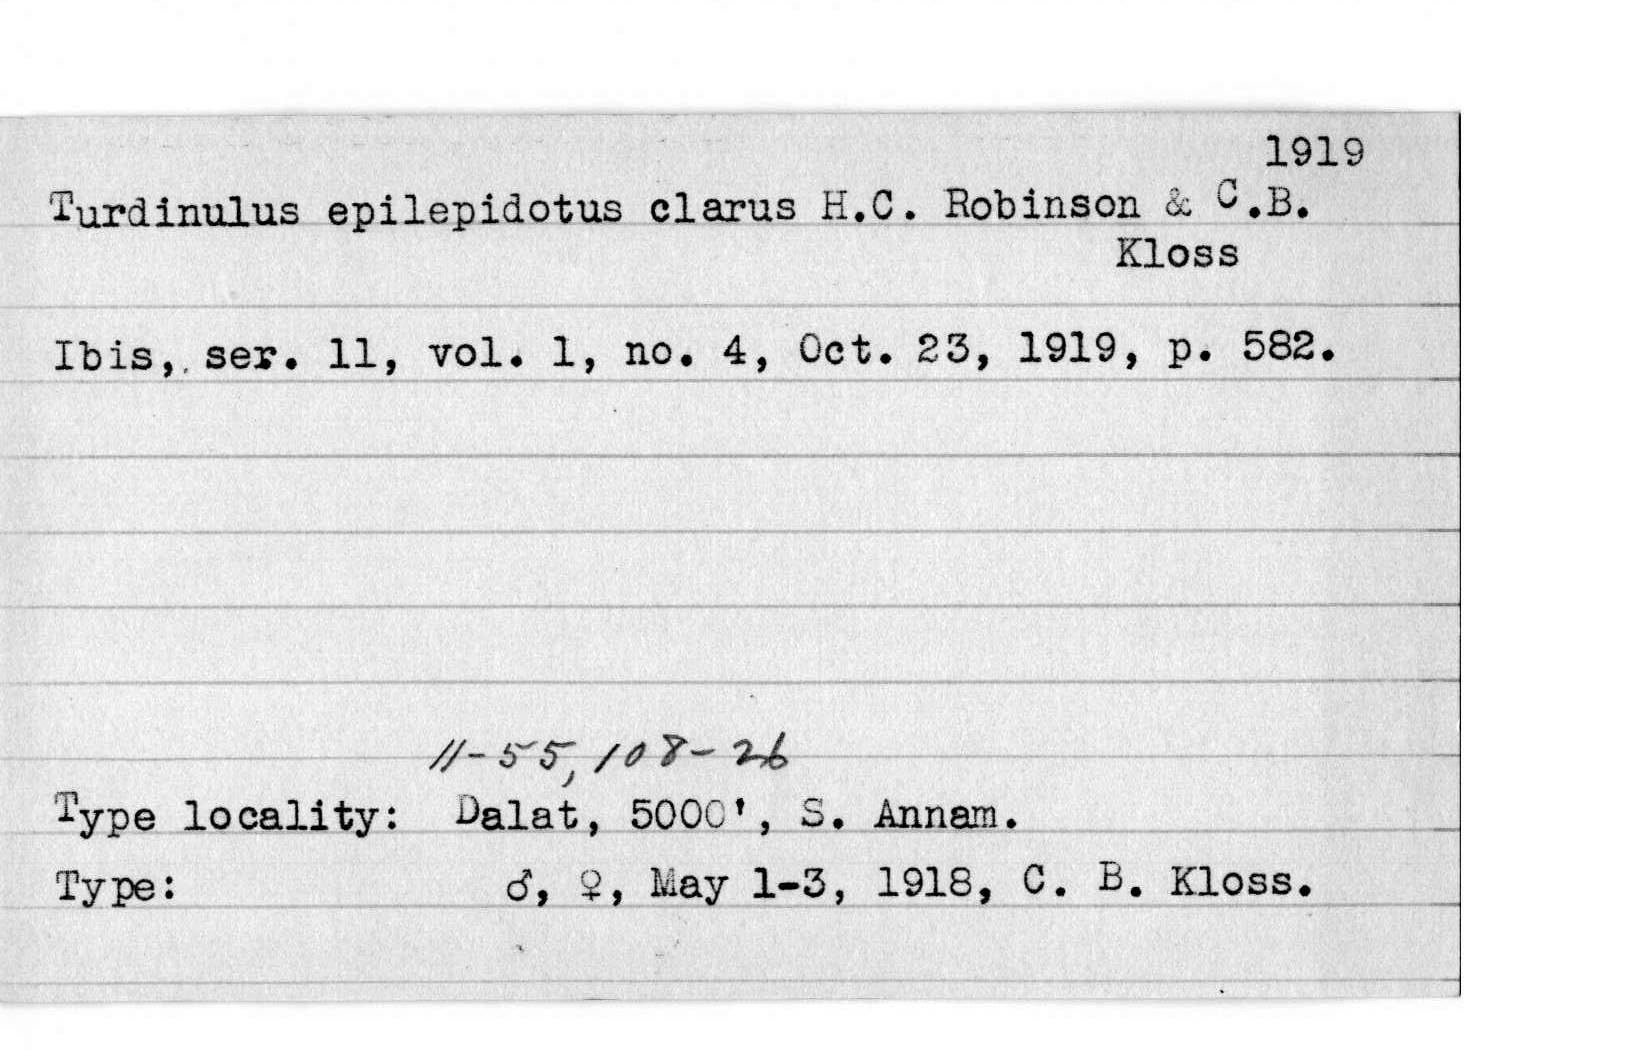 1919
Turdinulus epilepidotus clarus H.C. Robinson & C.B.
Kloss
Ibis,. ser. 11, vol. 1, no. 4, Oct. 23, 1919, p. 582.
11-55, 108-26
Type locality: Dalat, 5000', S. Annam.
Type: ♂, ♀, May 1-3, 1918, C. B. Kloss.